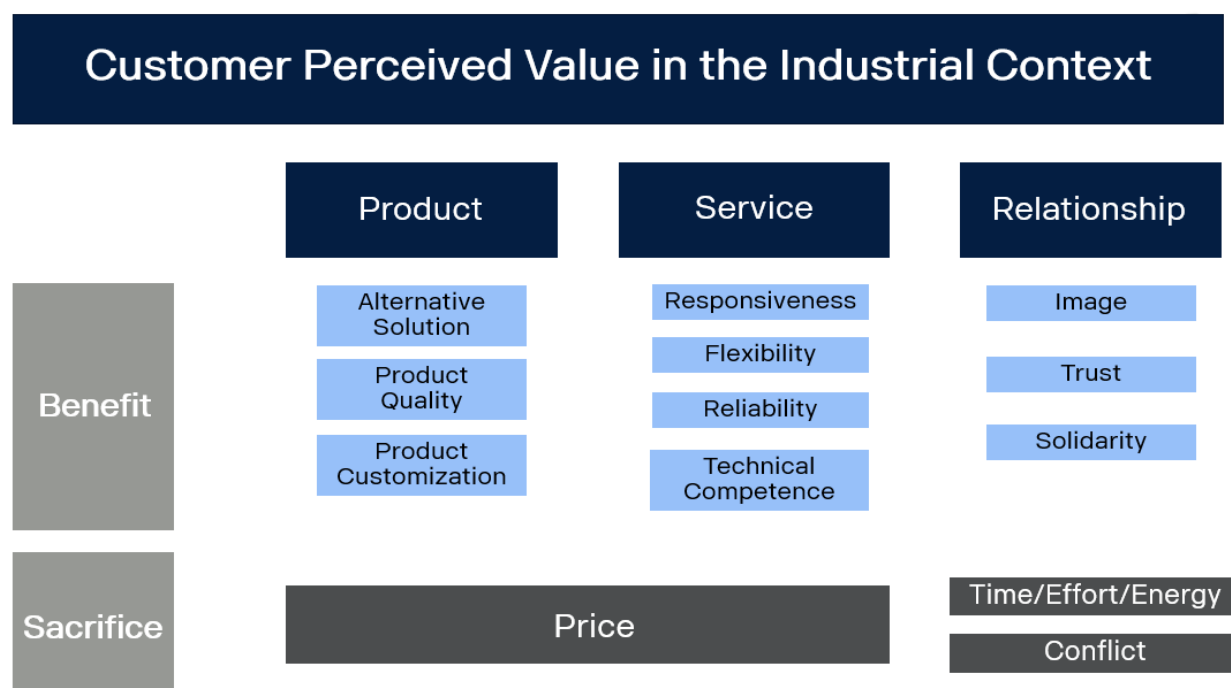 Customer Perceived Value in the Industrial Context
Product
Service
Relationship
Benefit
Alternative
Solution
Product
Quality
Product
Customization
Responsiveness
Flexibility
Reliability
Technical
Competence
Image
Trust
Solidarity
Sacrifice
Price
Time/Effort/Energy
Conflict